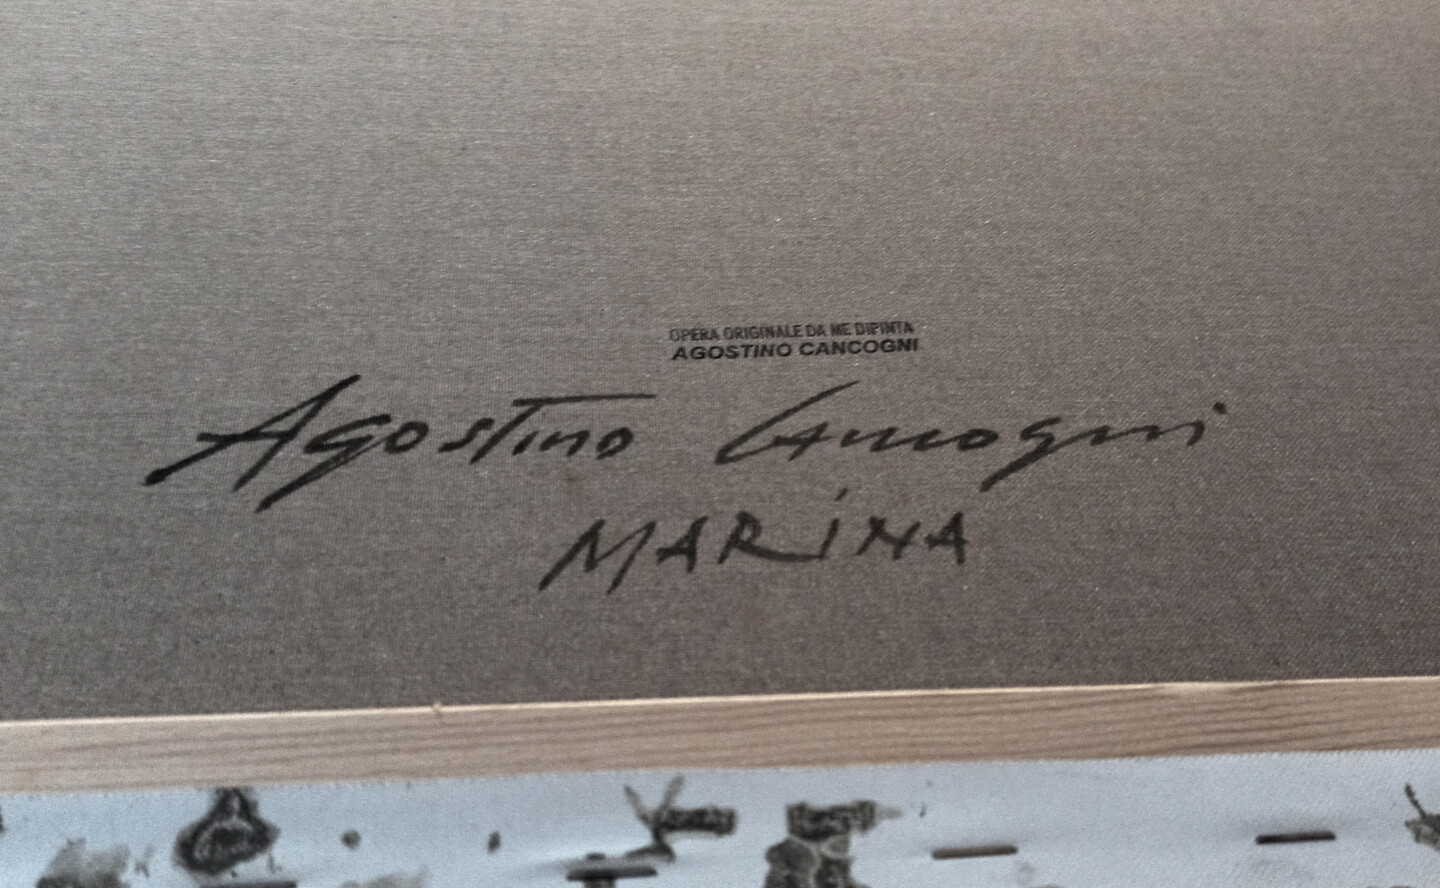 OPERA ORIGINALE DA ME DIPINTA
AGOSTINO CANCOGNI
Agostino Cancogni
MARiNA